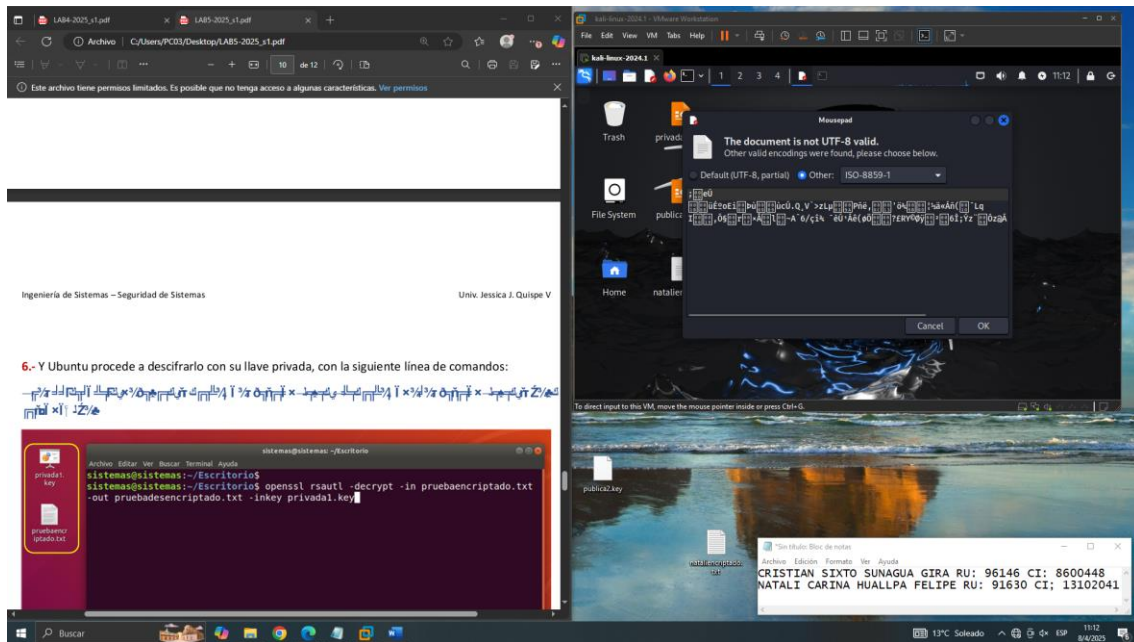 LAB4-2025_s1.pdf
LAB5-2025_s1.pdf
Archivo
C:/Users/PC03/Desktop/LAB5-2025_s1.pdf
10
de 12
Este archivo tiene permisos limitados. Es posible que no tenga acceso a algunas características. Ver permisos
Ingeniería de Sistemas – Seguridad de Sistemas
Univ. Jessica J. Quispe V
6.- Y Ubuntu procede a descifrarlo con su llave privada, con la siguiente línea de comandos:
privada1.
key
pruebaencr
iptado.txt
sistemas@sistemas: ~/Escritorio
Archivo Editar Ver Buscar Terminal Ayuda
sistemas@sistemas:~/Escritorio$
sistemas@sistemas:~/Escritorio$ openssl rsautl -decrypt -in pruebaencriptado.txt
-out pruebadesencriptado.txt -inkey privada1.key
kali-linux-2024.1 - VMware Workstation
File Edit View VM Tabs Help
kali-linux-2024.1
1 2 3 4
11:12
Trash
File System
Home
Mousepad
The document is not UTF-8 valid.
Other valid encodings were found, please choose below.
Default (UTF-8, partial)
Other:
ISO-8859-1
Cancel
OK
To direct input to this VM, move the mouse pointer inside or press Ctrl+G.
publica2.key
nataliencriptado.
txt
*Sin título: Bloc de notas
Archivo Edición Formato Ver Ayuda
CRISTIAN SIXTO SUNAGUA GIRA RU: 96146 CI: 8600448
NATALI CARINA HUALLPA FELIPE RU: 91630 CI; 13102041
Buscar
13°C Soleado
ESP
11:12
8/4/2025